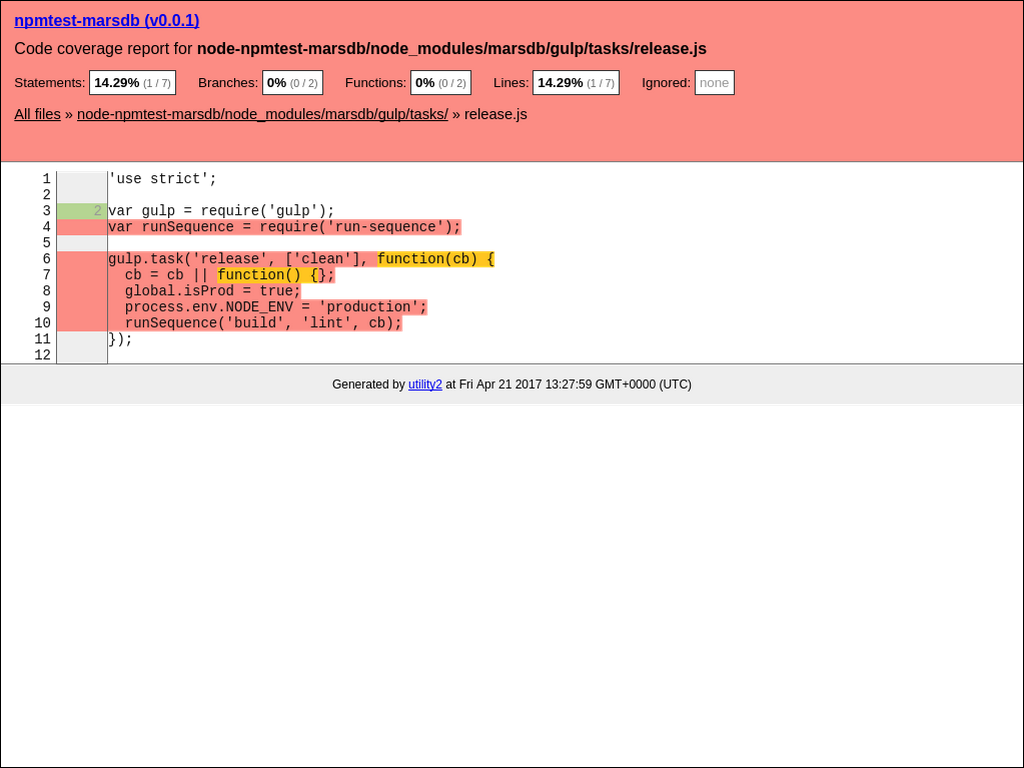 npmtest-marsdb (v0.0.1)
Code coverage report for node-npmtest-marsdb/node_modules/marsdb/gulp/tasks/release.js
Statements: 14.29% (1 / 7) Branches: 0% (0 / 2) Functions: 0% (0 / 2) Lines: 14.29% (1 / 7) Ignored: none
All files » node-npmtest-marsdb/node_modules/marsdb/gulp/tasks/ » release.js
1 'use strict';
2
3 2 var gulp = require('gulp');
4 var runSequence = require('run-sequence');
5
6 gulp.task('release', ['clean'], function(cb) {
7 cb = cb || function() {};
8 global.isProd = true;
9 process.env.NODE_ENV = 'production';
10 runSequence('build', 'lint', cb);
11 });
12
Generated by utility2 at Fri Apr 21 2017 13:27:59 GMT+0000 (UTC)